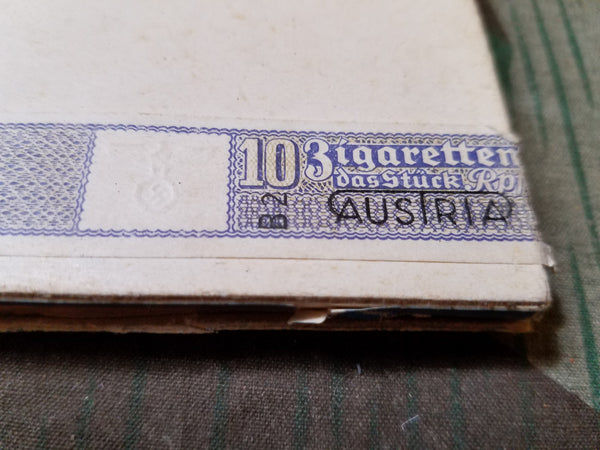 10 Zigaretten
das Stück Rpf
B2
AUSTRIA